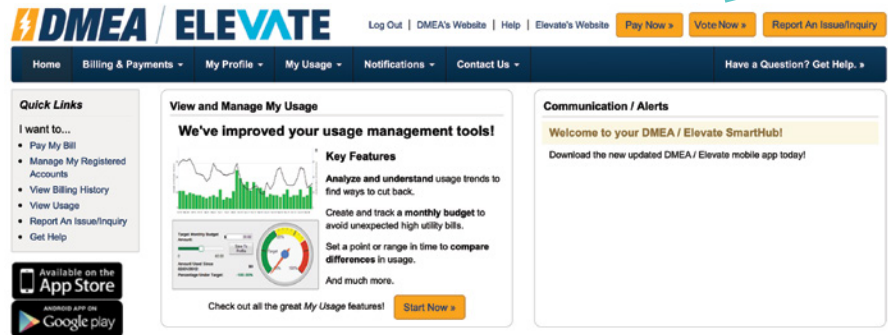 DMEA / ELEVATE
Log Out | DMEA's Website | Help | Elevate's Website
Pay Now »
Vote Now »
Report An Issue/Inquiry
Home
Billing & Payments
My Profile
My Usage
Notifications
Contact Us
Have a Question? Get Help. »
Quick Links
I want to...
• Pay My Bill
• Manage My Registered
Accounts
• View Billing History
• View Usage
• Report An Issue/Inquiry
• Get Help
Available on the
App Store
ANDROID APP ON
Google play
View and Manage My Usage
We've improved your usage management tools!
Key Features
Analyze and understand usage trends to
find ways to cut back.
Create and track a monthly budget to
avoid unexpected high utility bills.
Set a point or range in time to compare
differences in usage.
And much more.
Target Monthly Budget
Amount:
Target
Check out all the great My Usage features!
Start Now »
Communication / Alerts
Welcome to your DMEA / Elevate SmartHub!
Download the new updated DMEA / Elevate mobile app today!